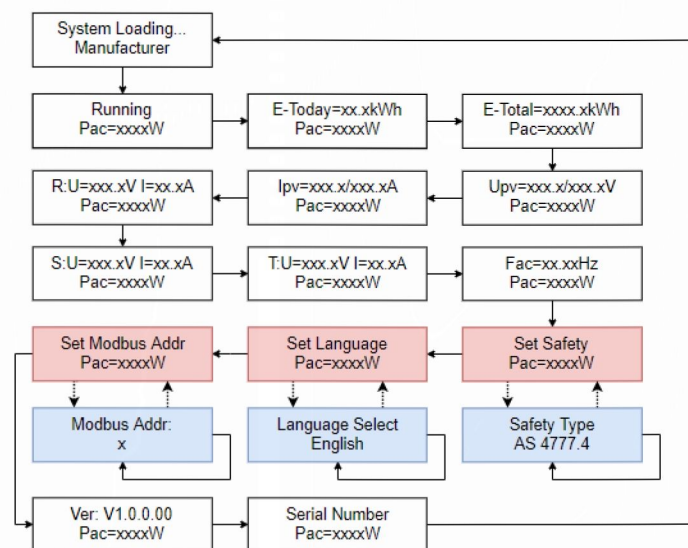 System Loading...
Manufacturer
Running
Pac=xxxxW
E-Today=xx.xkWh
Pac=xxxxW
E-Total=xxxx.xkWh
Pac=xxxxW
R:U=xxx.xV I=xx.xA
Pac=xxxxW
Ipv=xxx.x/xxx.xA
Pac=xxxxW
Upv=xxx.x/xxx.xV
Pac=xxxxW
S:U=xxx.xV I=xx.xA
Pac=xxxxW
T:U=xxx.xV I=xx.xA
Pac=xxxxW
Fac=xx.xxHz
Pac=xxxxW
Set Modbus Addr
Pac=xxxxW
Set Language
Pac=xxxxW
Set Safety
Pac=xxxxW
Modbus Addr:
x
Language Select
English
Safety Type
AS 4777.4
Ver: V1.0.0.00
Pac=xxxxW
Serial Number
Pac=xxxxW